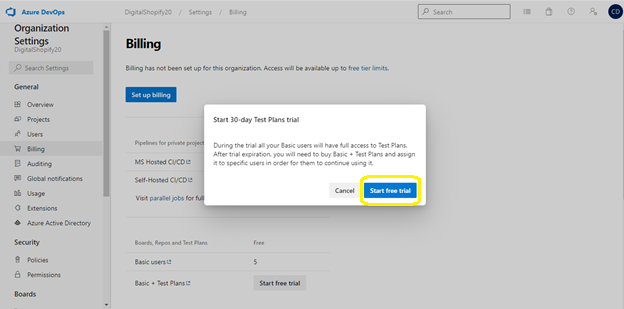 Azure DevOps
DigitalShopify20 / Settings / Billing
Search
CD
Organization
Settings
DigitalShopify20
Search Settings
General
Overview
Projects
Users
Billing
Auditing
Global notifications
Usage
Extensions
Azure Active Directory
Security
Policies
Permissions
Boards
Billing
Billing has not been set up for this organization. Access will be available up to free tier limits.
Set up billing
Pipelines for private project
MS Hosted CI/CD
Self-Hosted CI/CD
Visit parallel jobs for full
Boards, Repos and Test Plans Free
Basic users 5
Basic + Test Plans Start free trial
Start 30-day Test Plans trial
During the trial all your Basic users will have full access to Test Plans.
After trial expiration, you will need to buy Basic + Test Plans and assign
it to specific users in order for them to continue using it.
Cancel Start free trial